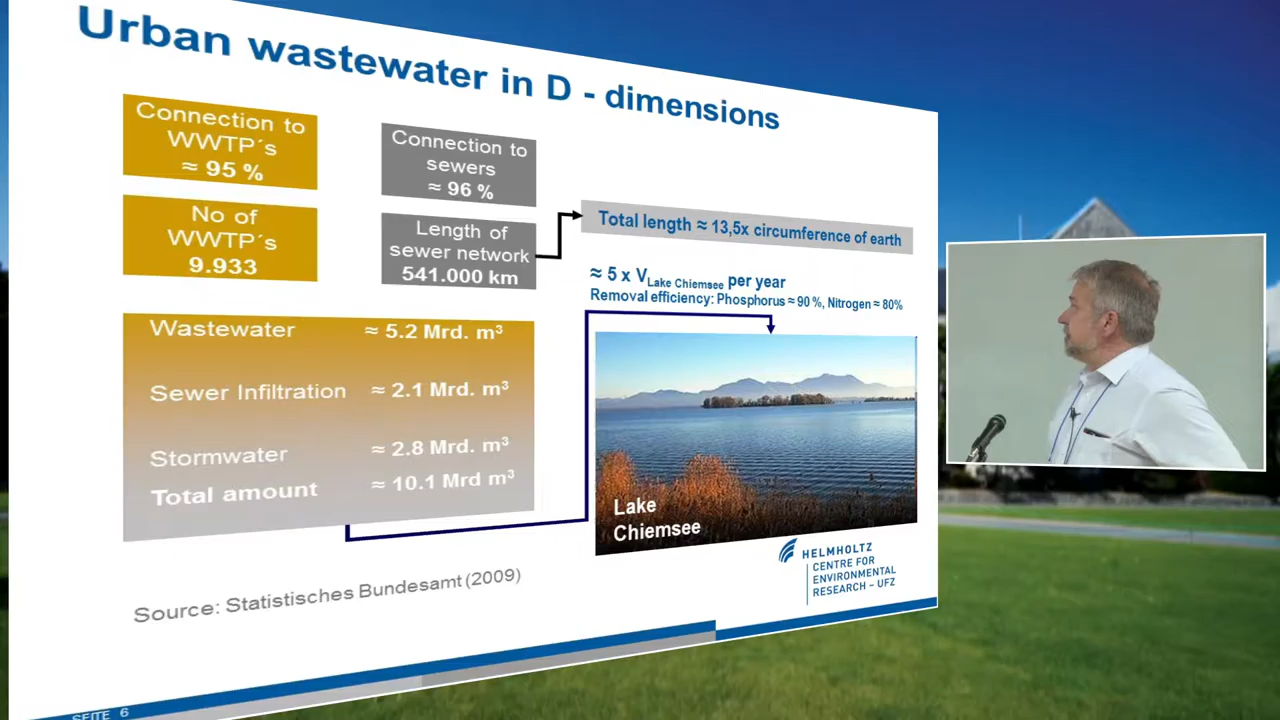 Urban wastewater in D - dimensions
Connection to
WWTP´s
≈ 95 %
Connection to
sewers
≈ 96 %
No of
WWTP´s
9.933
Length of
sewer network
541.000 km
Total length ≈ 13,5x circumference of earth
≈ 5 x VLake Chiemsee per year
Removal efficiency: Phosphorus ≈ 90 %, Nitrogen ≈ 80%
Wastewater ≈ 5.2 Mrd. m³
Sewer Infiltration ≈ 2.1 Mrd. m³
Stormwater ≈ 2.8 Mrd. m³
Total amount ≈ 10.1 Mrd m³
Lake
Chiemsee
HELMHOLTZ
CENTRE FOR
ENVIRONMENTAL
RESEARCH – UFZ
Source: Statistisches Bundesamt (2009)
SEITE 6